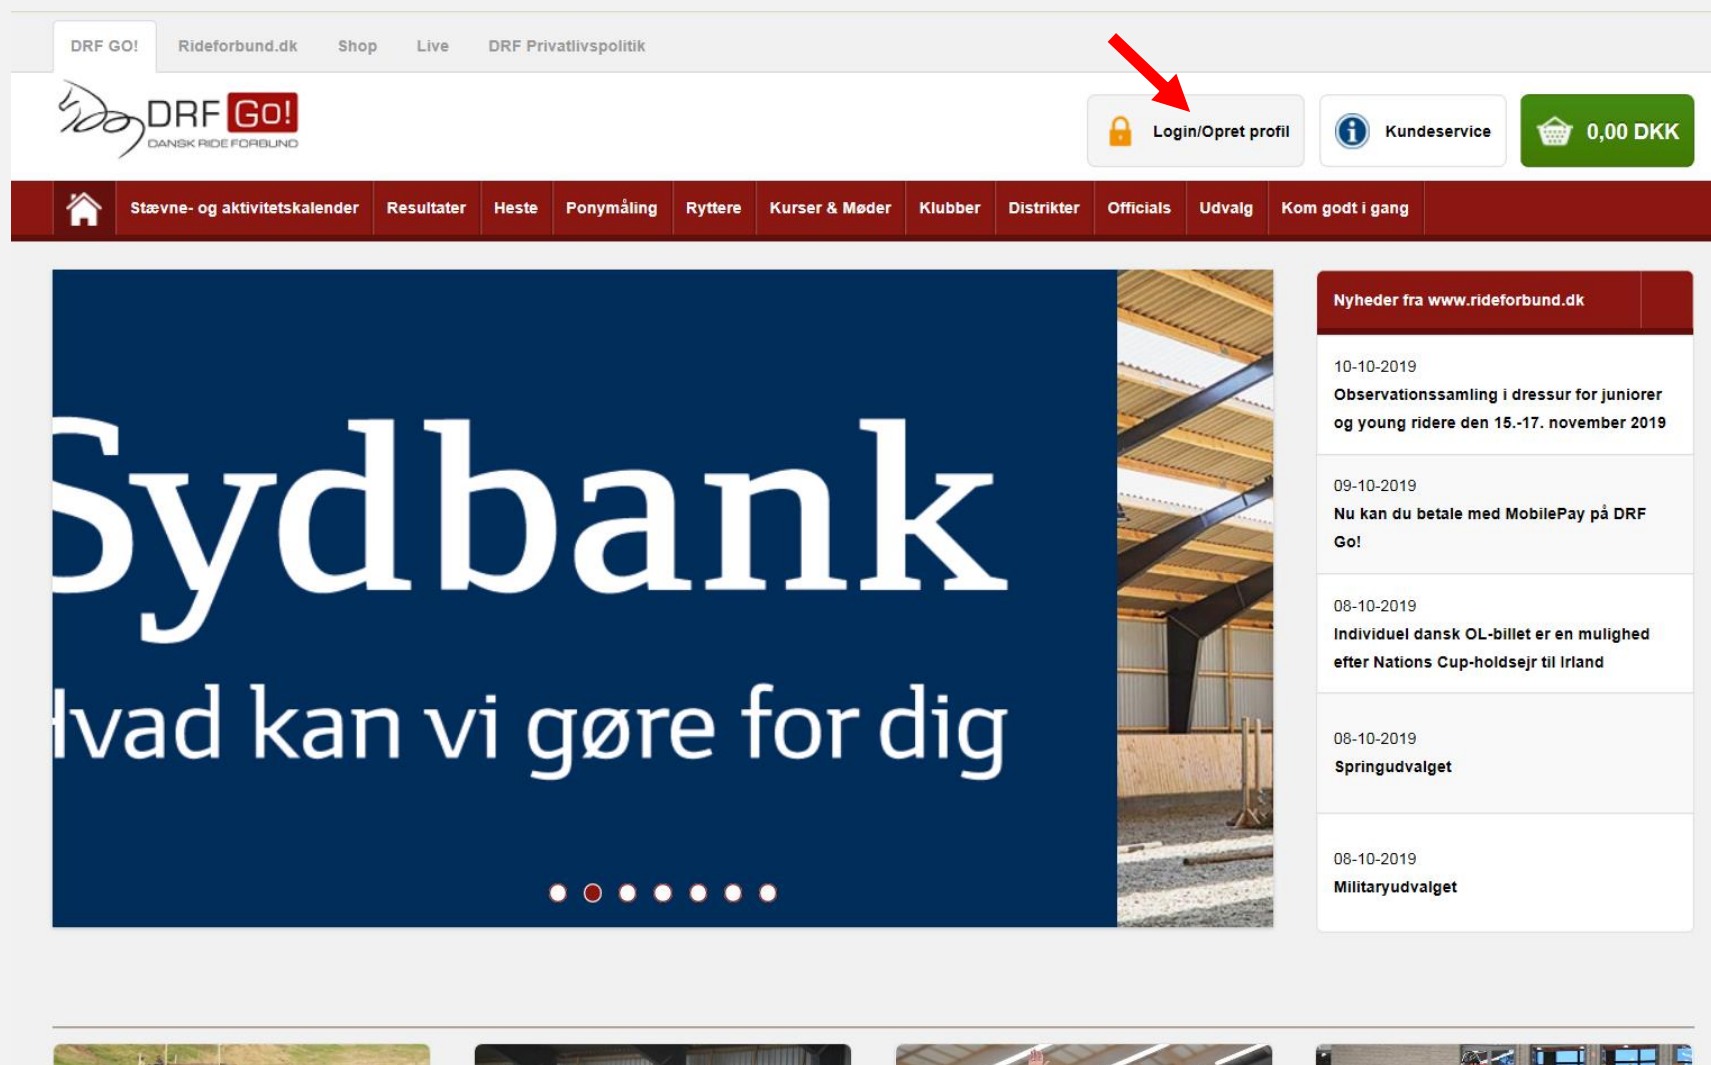 DRF GO! Rideforbund.dk Shop Live DRF Privatlivspolitik
DRF Go!
DANSK RIDE FORBUND
Login/Opret profil Kundeservice 0,00 DKK
Stævne- og aktivitetskalender Resultater Heste Ponymåling Ryttere Kurser & Møder Klubber Distrikter Officials Udvalg Kom godt i gang
Sydbank
Hvad kan vi gøre for dig
Nyheder fra www.rideforbund.dk
10-10-2019
Observationssamling i dressur for juniorer
og young ridere den 15.-17. november 2019
09-10-2019
Nu kan du betale med MobilePay på DRF
Go!
08-10-2019
Individuel dansk OL-billet er en mulighed
efter Nations Cup-holdsejr til Irland
08-10-2019
Springudvalget
08-10-2019
Militaryudvalget